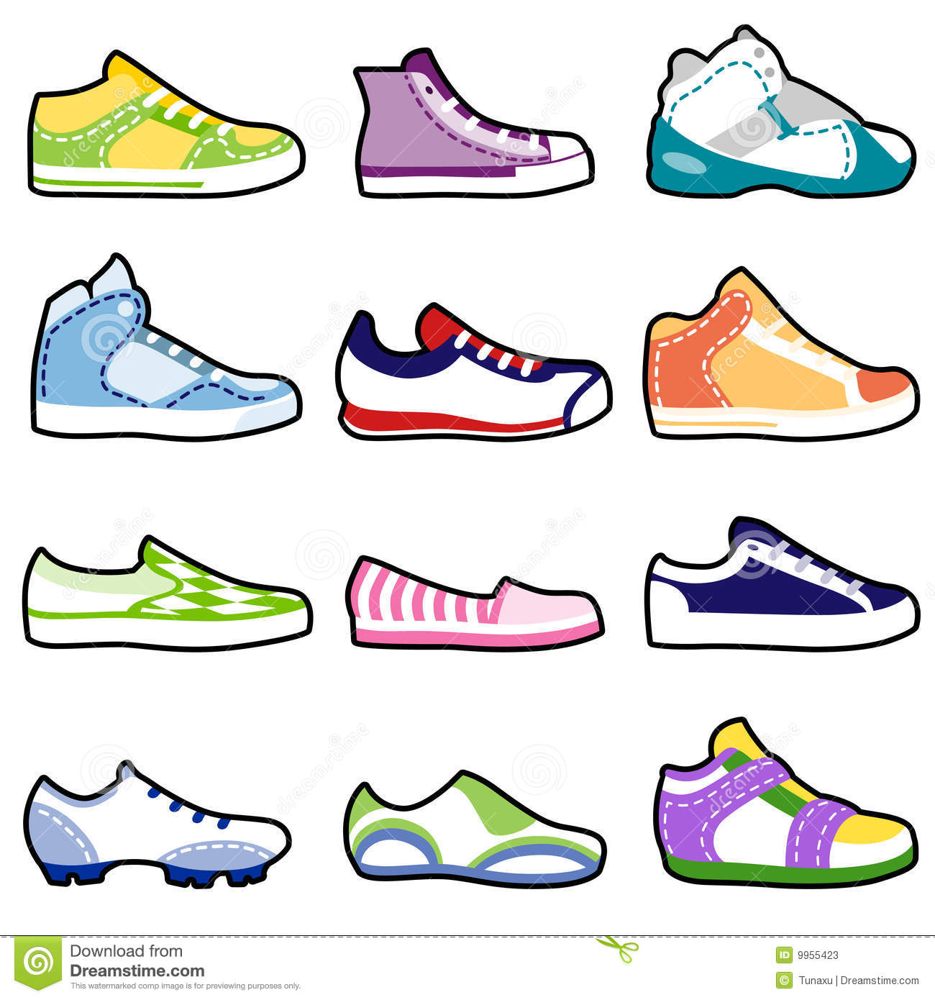 Download from
Dreamstime.com
This watermarked comp image is for previewing purposes only.
ID 9955423
© Tunaxu | Dreamstime.com